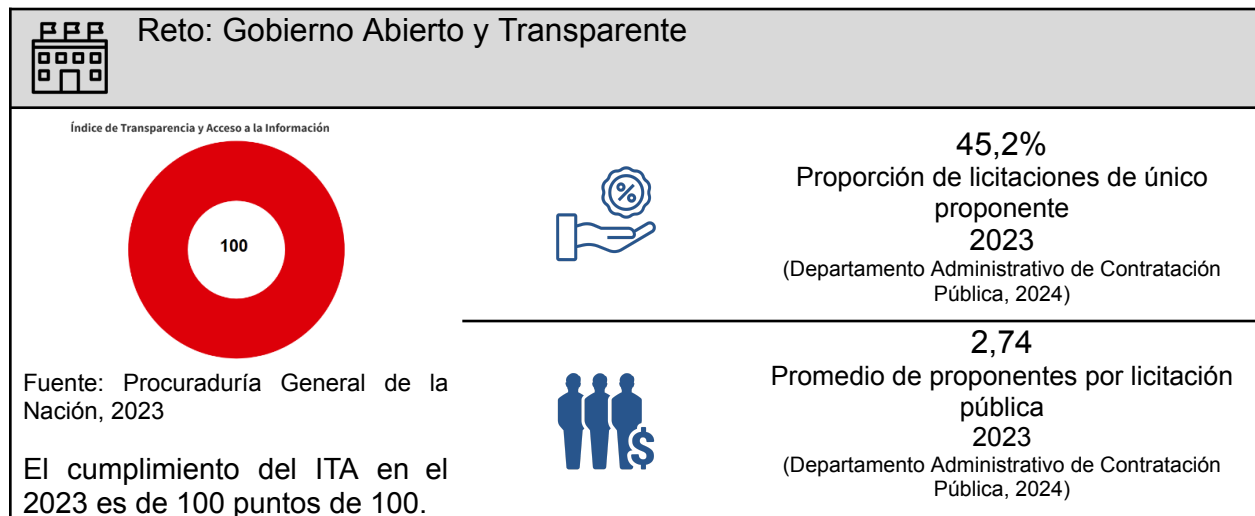 Reto: Gobierno Abierto y Transparente
Índice de Transparencia y Acceso a la Información
100
Fuente: Procuraduría General de la
Nación, 2023
El cumplimiento del ITA en el
2023 es de 100 puntos de 100.
%
45,2%
Proporción de licitaciones de único
proponente
2023
(Departamento Administrativo de Contratación
Pública, 2024)
$
2,74
Promedio de proponentes por licitación
pública
2023
(Departamento Administrativo de Contratación
Pública, 2024)